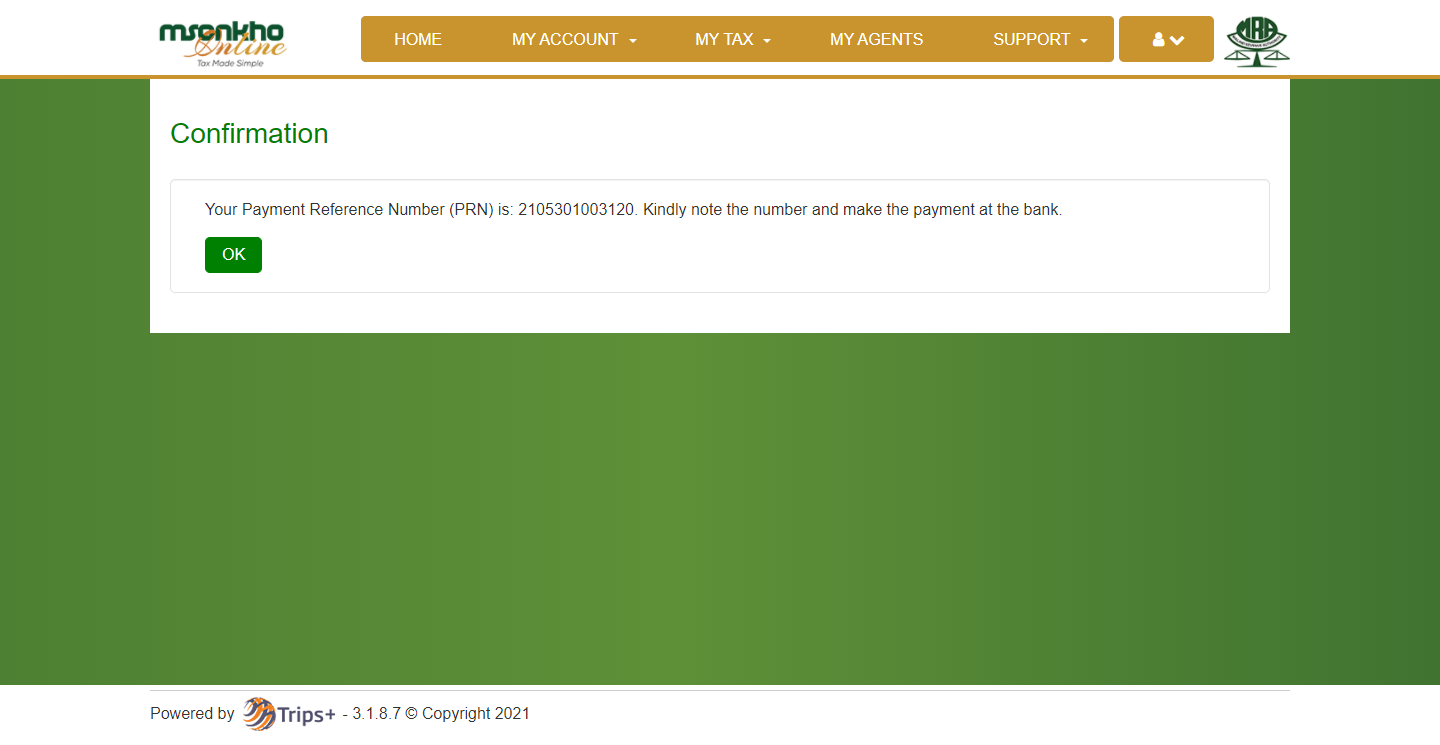 msonkho
Online
Tax Made Simple
HOME
MY ACCOUNT
MY TAX
MY AGENTS
SUPPORT
MRA
Confirmation
Your Payment Reference Number (PRN) is: 2105301003120. Kindly note the number and make the payment at the bank.
OK
Powered by Trips+ - 3.1.8.7 © Copyright 2021